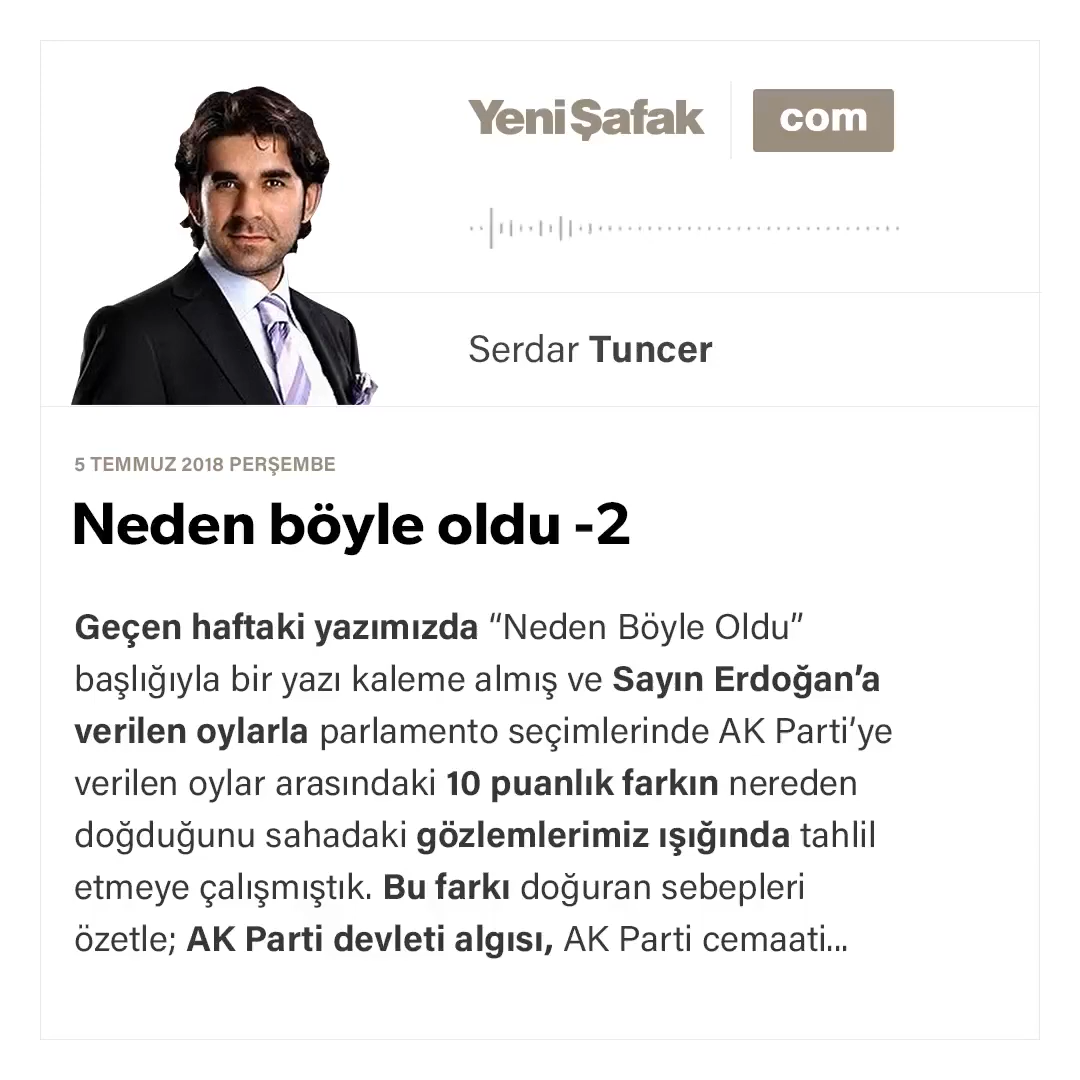 YeniŞafak com
Serdar Tuncer
5 TEMMUZ 2018 PERŞEMBE
Neden böyle oldu -2
Geçen haftaki yazımızda “Neden Böyle Oldu”
başlığıyla bir yazı kaleme almış ve Sayın Erdoğan’a
verilen oylarla parlamento seçimlerinde AK Parti’ye
verilen oylar arasındaki 10 puanlık farkın nereden
doğduğunu sahadaki gözlemlerimiz ışığında tahlil
etmeye çalışmıştık. Bu farkı doğuran sebepleri
özetle; AK Parti devleti algısı, AK Parti cemaati...